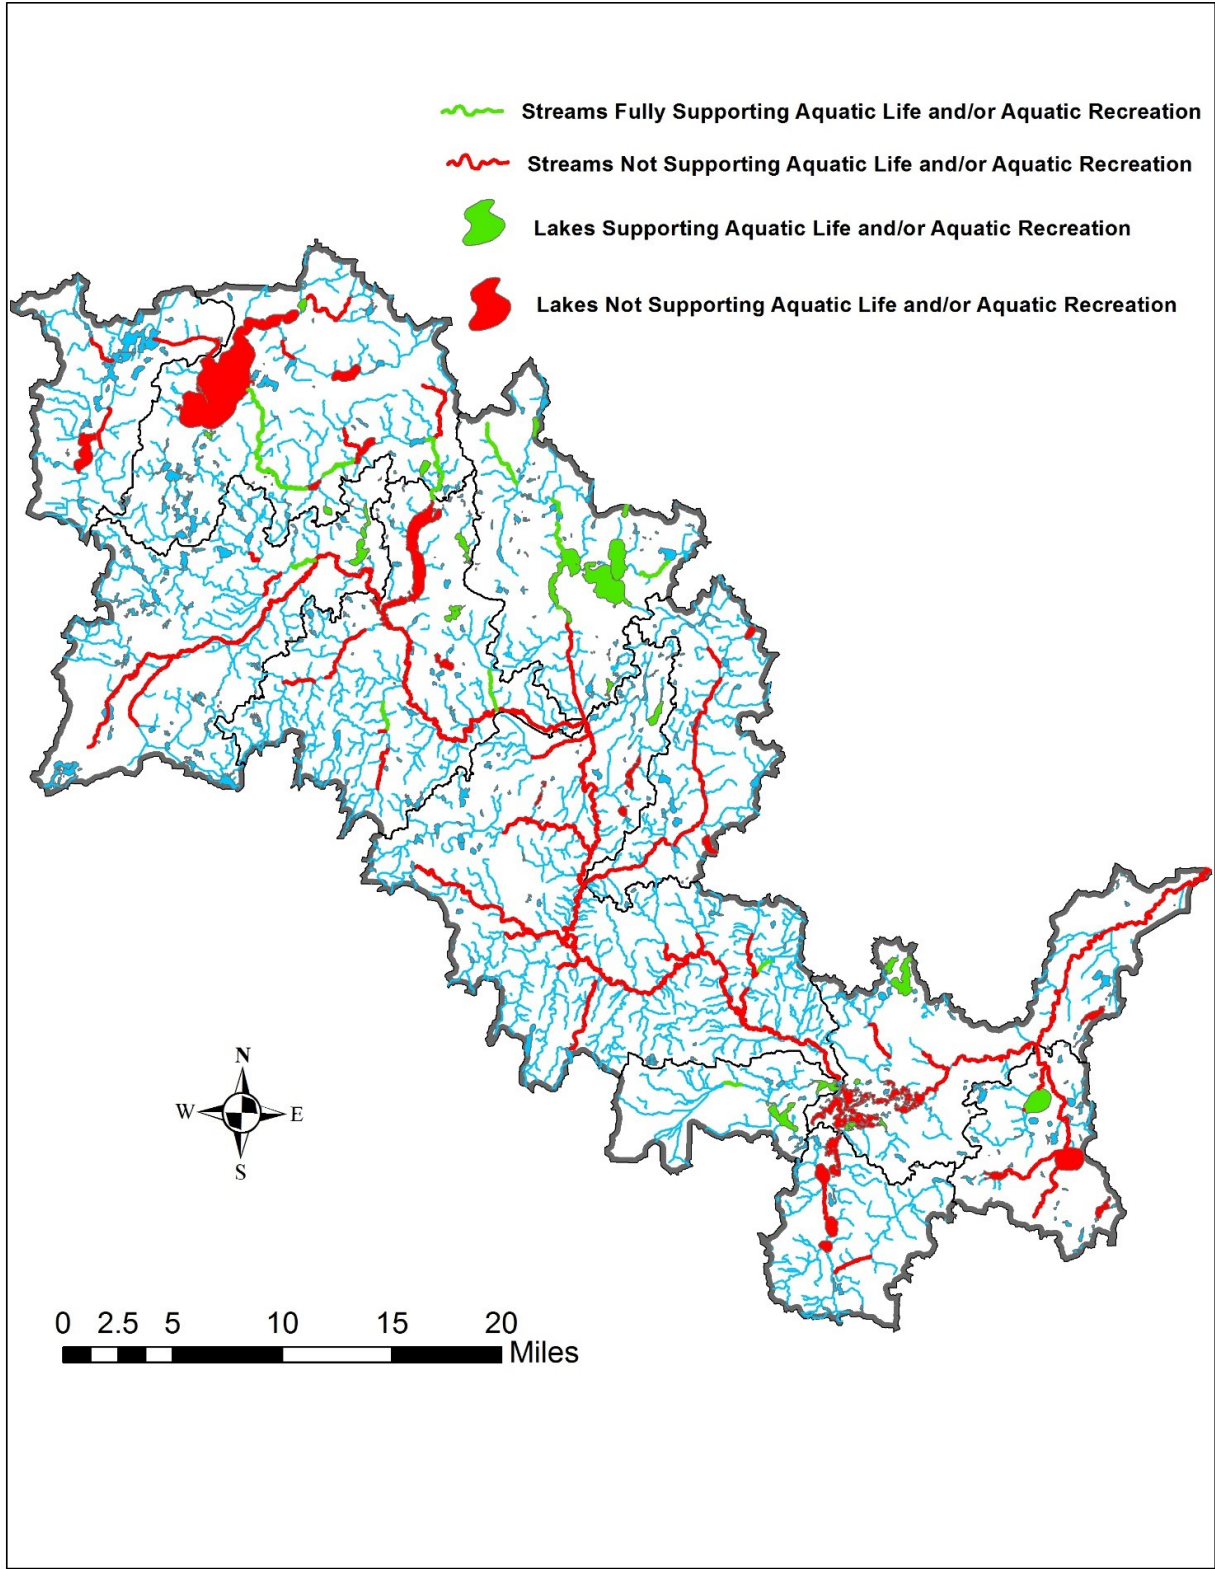 Streams Fully Supporting Aquatic Life and/or Aquatic Recreation
Streams Not Supporting Aquatic Life and/or Aquatic Recreation
Lakes Supporting Aquatic Life and/or Aquatic Recreation
Lakes Not Supporting Aquatic Life and/or Aquatic Recreation
N
W E
S
0 2.5 5 10 15 20
Miles